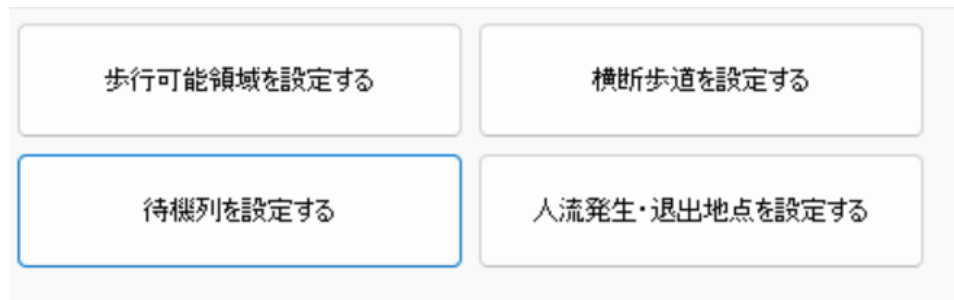 歩行可能領域を設定する
横断歩道を設定する
待機列を設定する
人流発生・退出地点を設定する